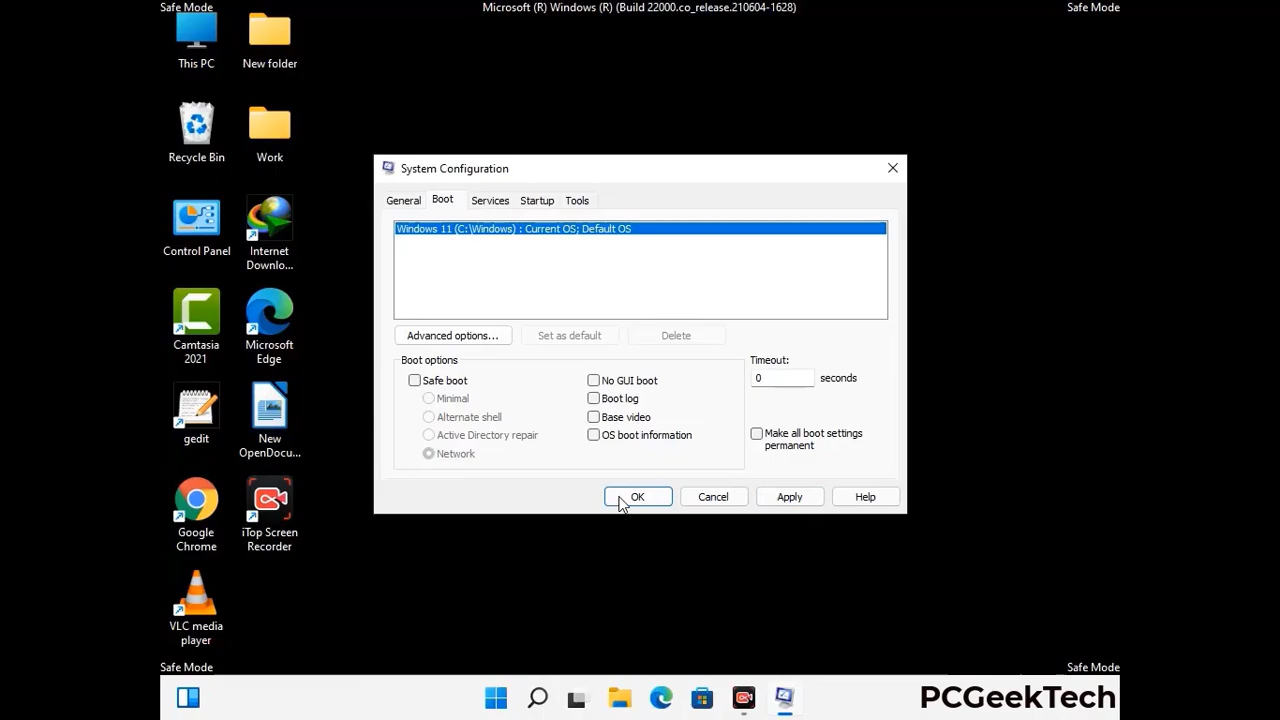 Safe Mode
Microsoft (R) Windows (R) (Build 22000.co_release.210604-1628)
Safe Mode
This PC
New folder
Recycle Bin
Work
Control Panel
Internet
Downlo...
Camtasia
2021
Microsoft
Edge
gedit
New
OpenDocu...
Google
Chrome
iTop Screen
Recorder
VLC media
player
System Configuration
General
Boot
Services
Startup
Tools
Windows 11 (C:\Windows) : Current OS; Default OS
Advanced options...
Set as default
Delete
Boot options
Safe boot
Minimal
Alternate shell
Active Directory repair
Network
No GUI boot
Boot log
Base video
OS boot information
Timeout:
0 seconds
Make all boot settings
permanent
OK
Cancel
Apply
Help
Safe Mode
Safe Mode
PCGeekTech